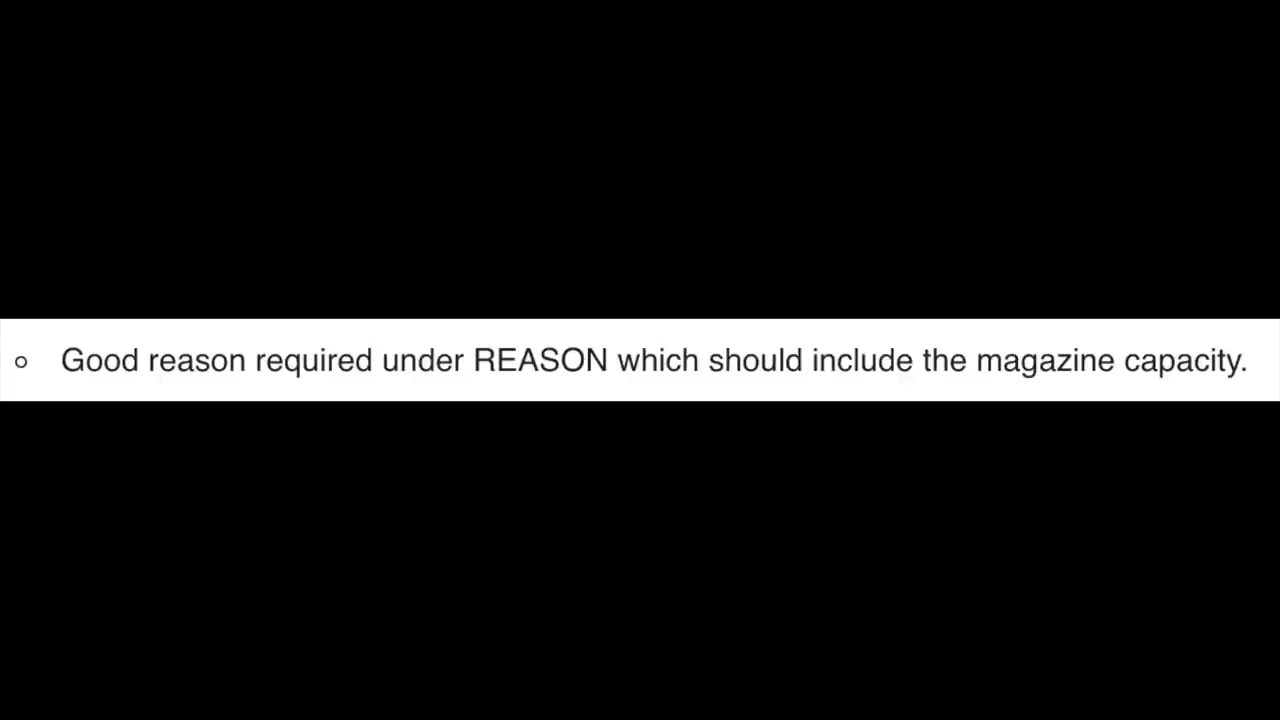 ◦ Good reason required under REASON which should include the magazine capacity.